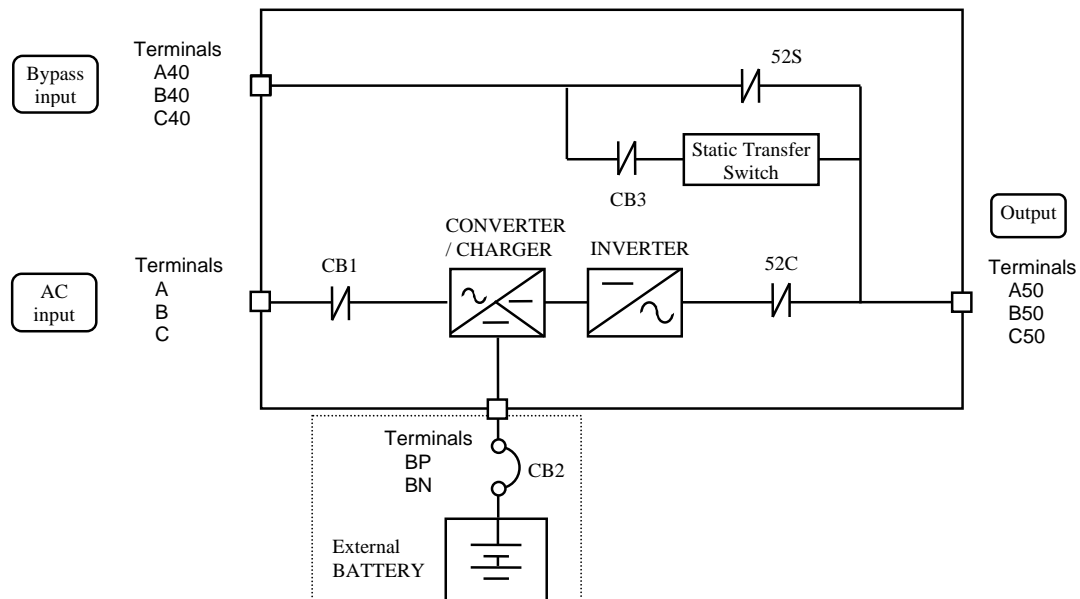 Bypass
input
Terminals
A40
B40
C40
52S
Static Transfer
Switch
CB3
Output
Terminals
A50
B50
C50
AC
input
Terminals
A
B
C
CB1
CONVERTER
/ CHARGER
INVERTER
52C
Terminals
BP
BN
CB2
External
BATTERY